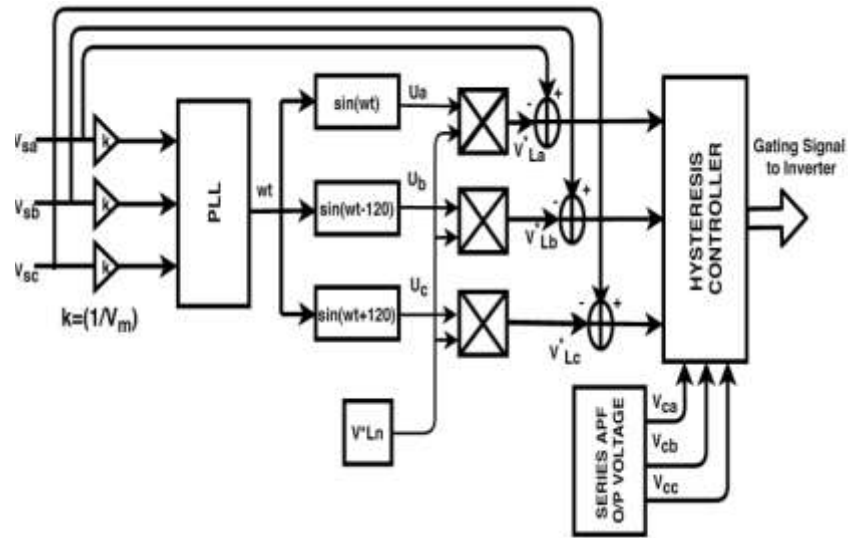 Vsa
k
Vsb
k
Vsc
k
k=(1/Vm)
PLL
wt
sin(wt)
Ua
sin(wt-120)
Ub
sin(wt+120)
Uc
V*Ln
-
+
V*La
-
+
V*Lb
-
+
V*Lc
HYSTERESIS
CONTROLLER
Gating Signal
to Inverter
SERIES APF
O/P VOLTAGE
Vca
Vcb
Vcc